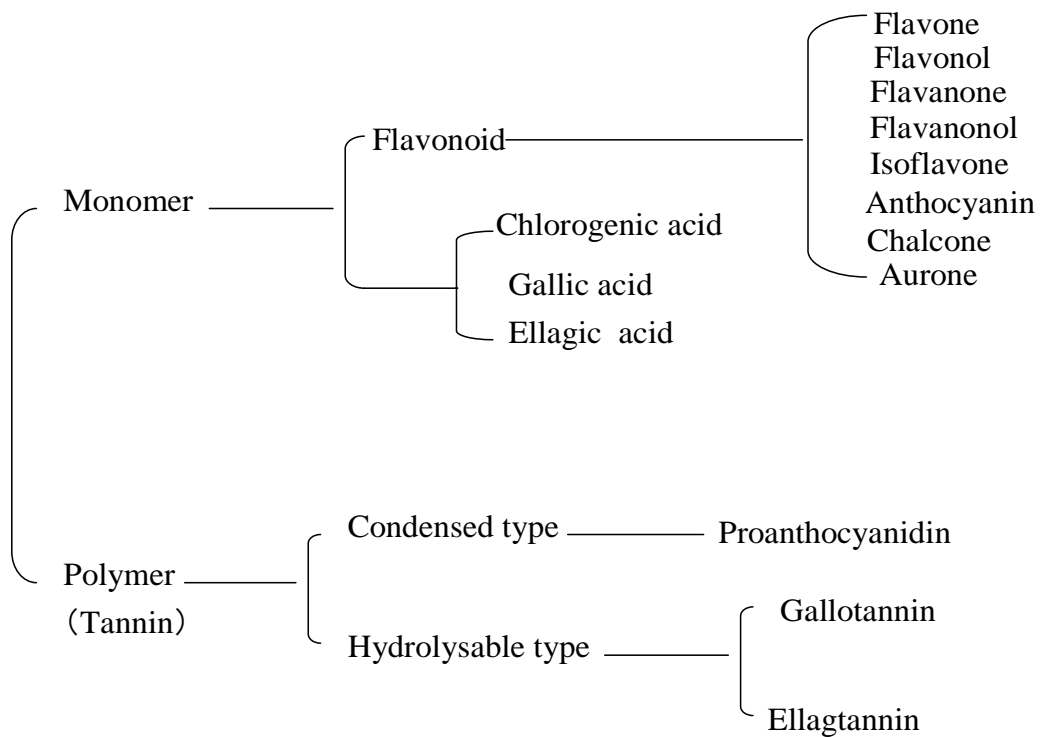 Flavone
Flavonol
Flavanone
Flavonoid
Flavanonol
Isoflavone
Monomer
Anthocyanin
Chlorogenic acid
Chalcone
Aurone
Gallic acid
Ellagic acid
Condensed type
Proanthocyanidin
Polymer
（Tannin）
Gallotannin
Hydrolysable type
Ellagtannin